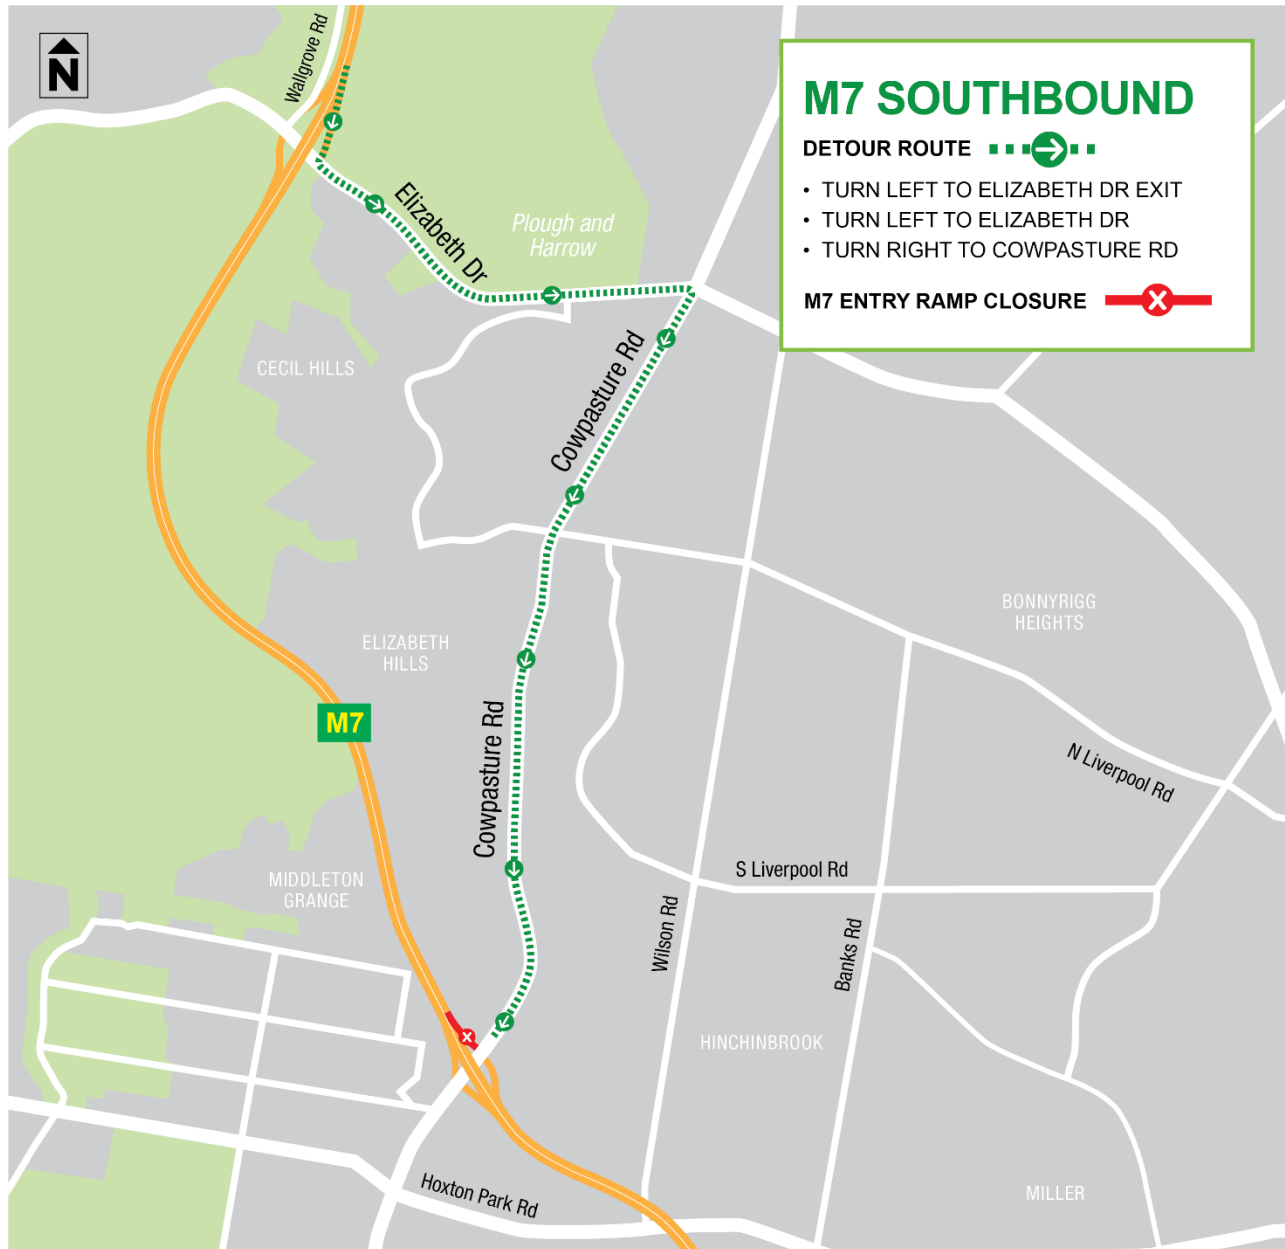 N
Wallgrove Rd
M7 SOUTHBOUND
DETOUR ROUTE
• TURN LEFT TO ELIZABETH DR EXIT
• TURN LEFT TO ELIZABETH DR
• TURN RIGHT TO COWPASTURE RD
M7 ENTRY RAMP CLOSURE
Elizabeth Dr
Plough and
Harrow
CECIL HILLS
Cowpasture Rd
BONNYRIGG
HEIGHTS
ELIZABETH
HILLS
M7
Cowpasture Rd
N Liverpool Rd
S Liverpool Rd
MIDDLETON
GRANGE
Wilson Rd
Banks Rd
HINCHINBROOK
Hoxton Park Rd
MILLER